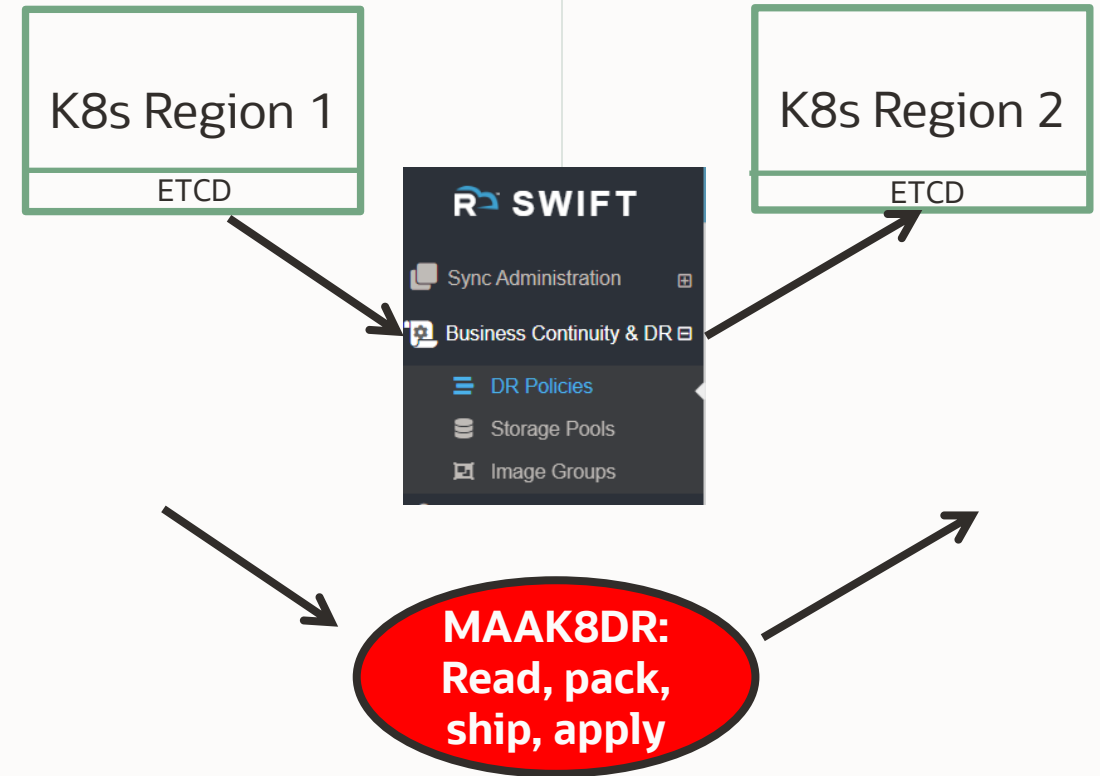 K8s Region 1
ETCD
K8s Region 2
ETCD
SWIFT
Sync Administration
Business Continuity & DR
DR Policies
Storage Pools
Image Groups
MAAK8DR:
Read, pack,
ship, apply